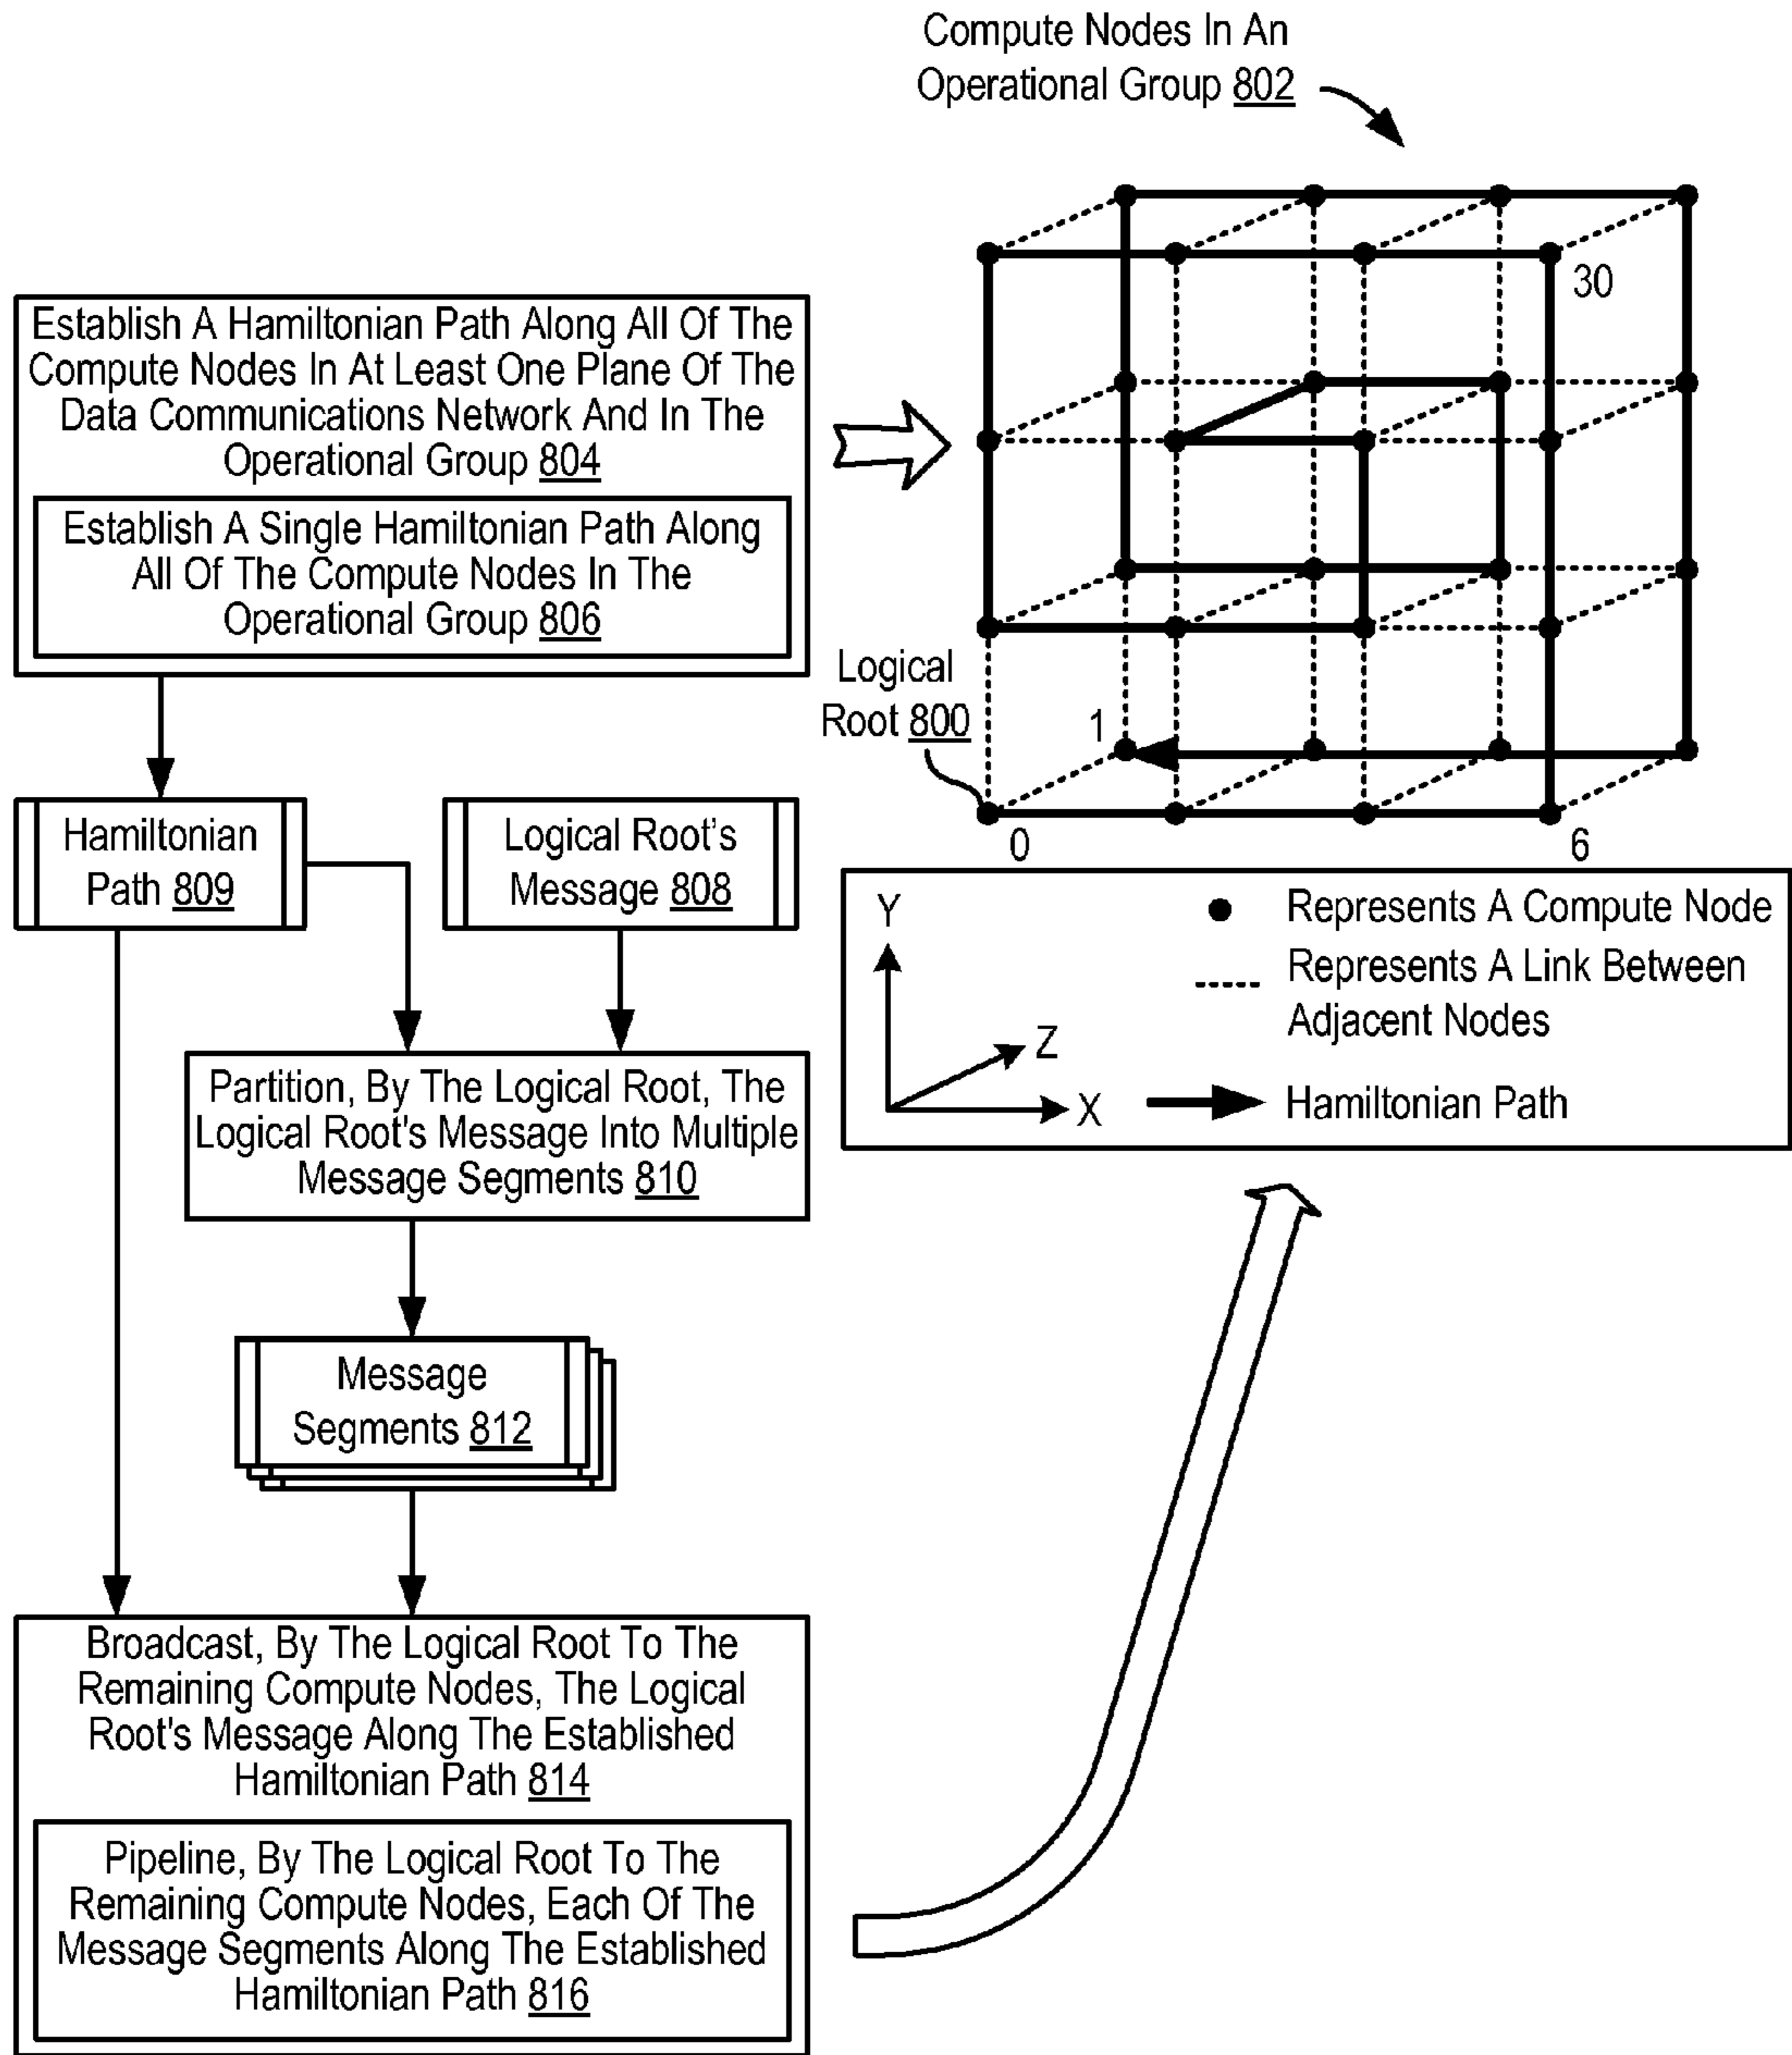 Compute Nodes In An
Operational Group 802
30
Establish A Hamiltonian Path Along All Of The
Compute Nodes In At Least One Plane Of The
Data Communications Network And In The
Operational Group 804
Establish A Single Hamiltonian Path Along
All Of The Compute Nodes In The
Operational Group 806
Logical
Root 800
1
0
6
Hamiltonian
Path 809
Logical Root's
Message 808
Y
Z
X
Represents A Compute Node
Represents A Link Between
Adjacent Nodes
Hamiltonian Path
Partition, By The Logical Root, The
Logical Root's Message Into Multiple
Message Segments 810
Message
Segments 812
Broadcast, By The Logical Root To The
Remaining Compute Nodes, The Logical
Root's Message Along The Established
Hamiltonian Path 814
Pipeline, By The Logical Root To The
Remaining Compute Nodes, Each Of The
Message Segments Along The Established
Hamiltonian Path 816